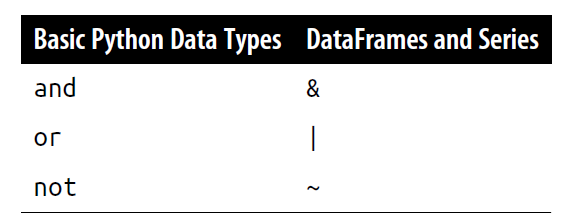 Basic Python Data Types DataFrames and Series
and &
or |
not ~